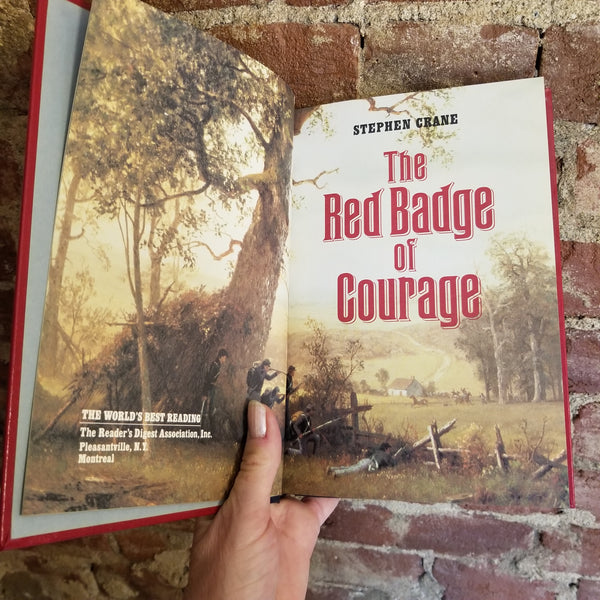 THE WORLD'S BEST READING
The Reader's Digest Association, Inc.
Pleasantville, N.Y.
Montreal
STEPHEN CRANE
The
Red Badge
of
Courage